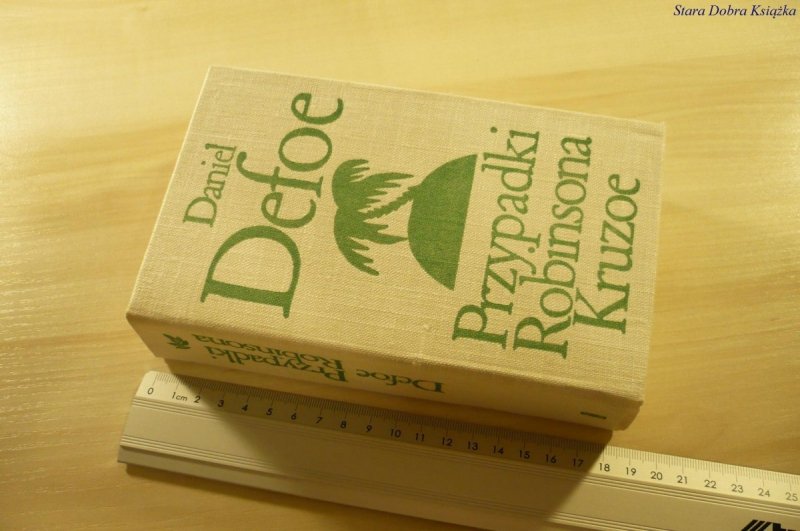 Stara Dobra Książka
Daniel
Defoe
Przypadki
Robinsona
Kruzoe
Defoe Przypadki
Robinsona
0 1cm 2 3 4 5 6 7 8 9 10 11 12 13 14 15 16 17 18 19 20 21 22 23 24 25